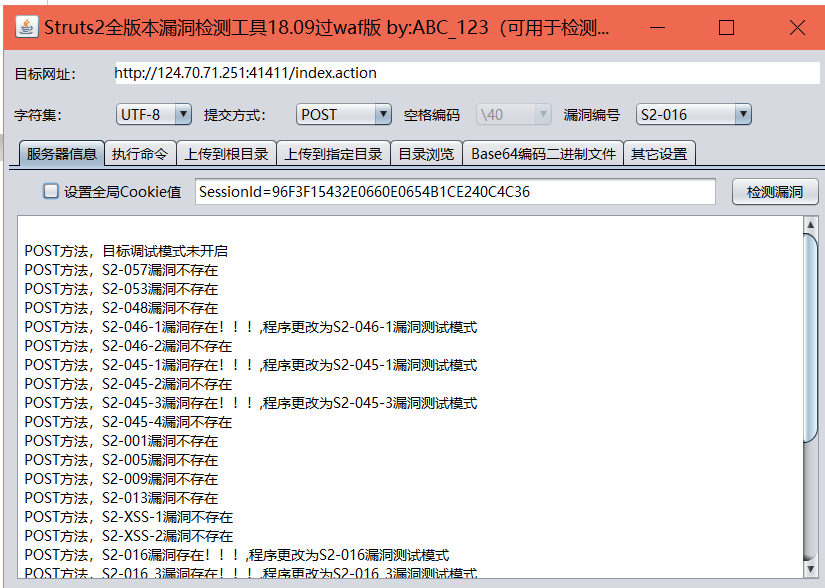 Struts2全版本漏洞检测工具18.09过waf版 by:ABC_123（可用于检测...
目标网址：
http://124.70.71.251:41411/index.action
字符集： UTF-8 提交方式： POST 空格编码 \40 漏洞编号 S2-016
服务器信息 执行命令 上传到根目录 上传到指定目录 目录浏览 Base64编码二进制文件 其它设置
设置全局Cookie值 SessionId=96F3F15432E0660E0654B1CE240C4C36 检测漏洞
POST方法，目标调试模式未开启
POST方法，S2-057漏洞不存在
POST方法，S2-053漏洞不存在
POST方法，S2-048漏洞不存在
POST方法，S2-046-1漏洞存在！！！,程序更改为S2-046-1漏洞测试模式
POST方法，S2-046-2漏洞不存在
POST方法，S2-045-1漏洞存在！！！,程序更改为S2-045-1漏洞测试模式
POST方法，S2-045-2漏洞不存在
POST方法，S2-045-3漏洞存在！！！,程序更改为S2-045-3漏洞测试模式
POST方法，S2-045-4漏洞不存在
POST方法，S2-001漏洞不存在
POST方法，S2-005漏洞不存在
POST方法，S2-009漏洞不存在
POST方法，S2-013漏洞不存在
POST方法，S2-XSS-1漏洞不存在
POST方法，S2-XSS-2漏洞不存在
POST方法，S2-016漏洞存在！！！,程序更改为S2-016漏洞测试模式
POST方法，S2-016_3漏洞存在！！！,程序更改为S2-016_3漏洞测试模式